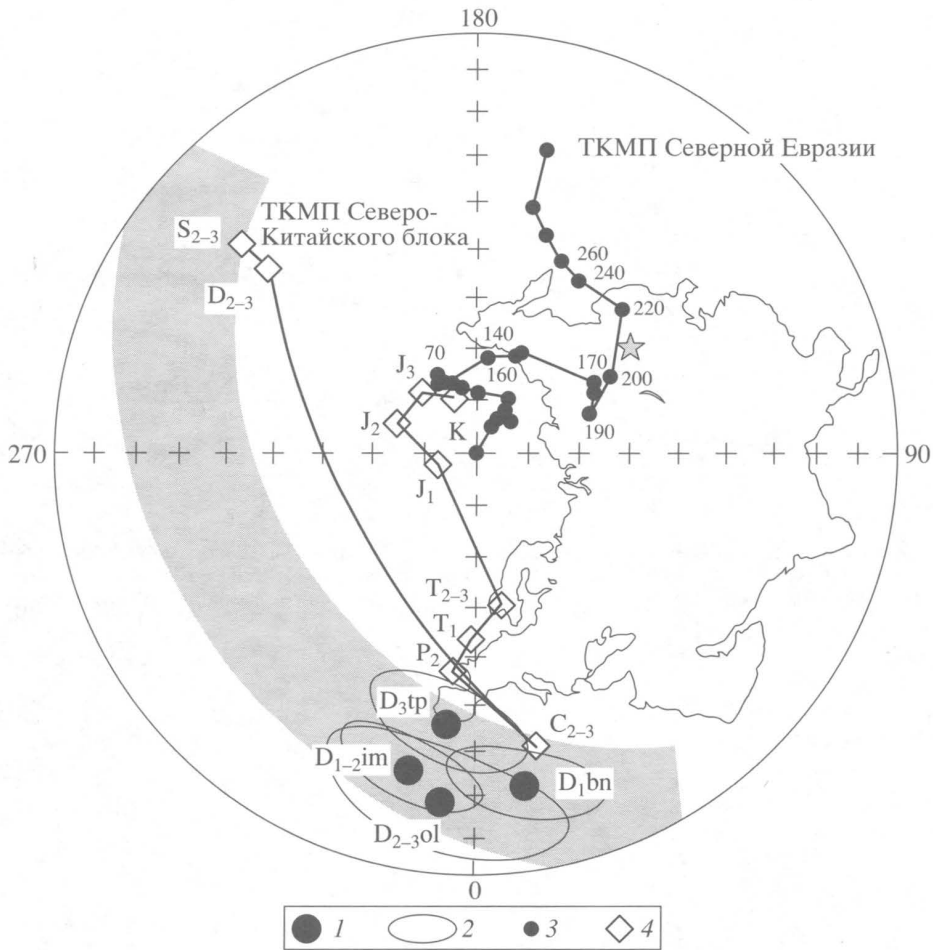 180
ТКМП Северной Евразии
ТКМП Северо-
Китайского блока
S2–3
D2–3
260
240
220
140
70
160
170
200
190
J3
J2
K
J1
270
90
T2–3
T1
P2
D3tp
C2–3
D1–2im
D1bn
D2–3ol
0
1 2 3 4